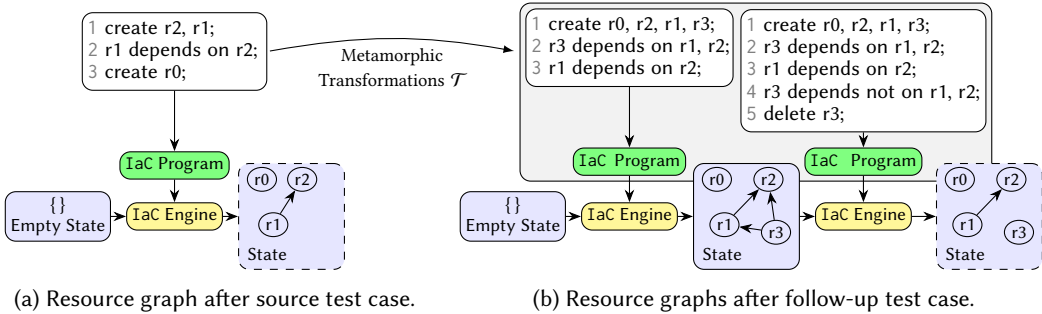 1 create r2, r1;
2 r1 depends on r2;
3 create r0;
Metamorphic
Transformations 𝒯
1 create r0, r2, r1, r3;
2 r3 depends on r1, r2;
3 r1 depends on r2;
1 create r0, r2, r1, r3;
2 r3 depends on r1, r2;
3 r1 depends on r2;
4 r3 depends not on r1, r2;
5 delete r3;
IaC Program
IaC Program
IaC Program
{}
Empty State
IaC Engine
r0 r2
r1
State
{}
Empty State
IaC Engine
r0 r2
r1 r3
State
IaC Engine
r0 r2
r1 r3
State
(a) Resource graph after source test case.
(b) Resource graphs after follow-up test case.